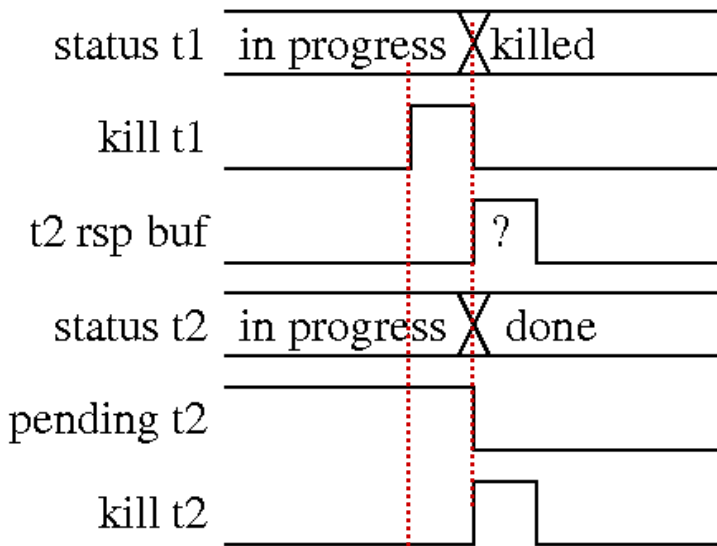 status t1 in progress killed
kill t1
t2 rsp buf ?
status t2 in progress done
pending t2
kill t2